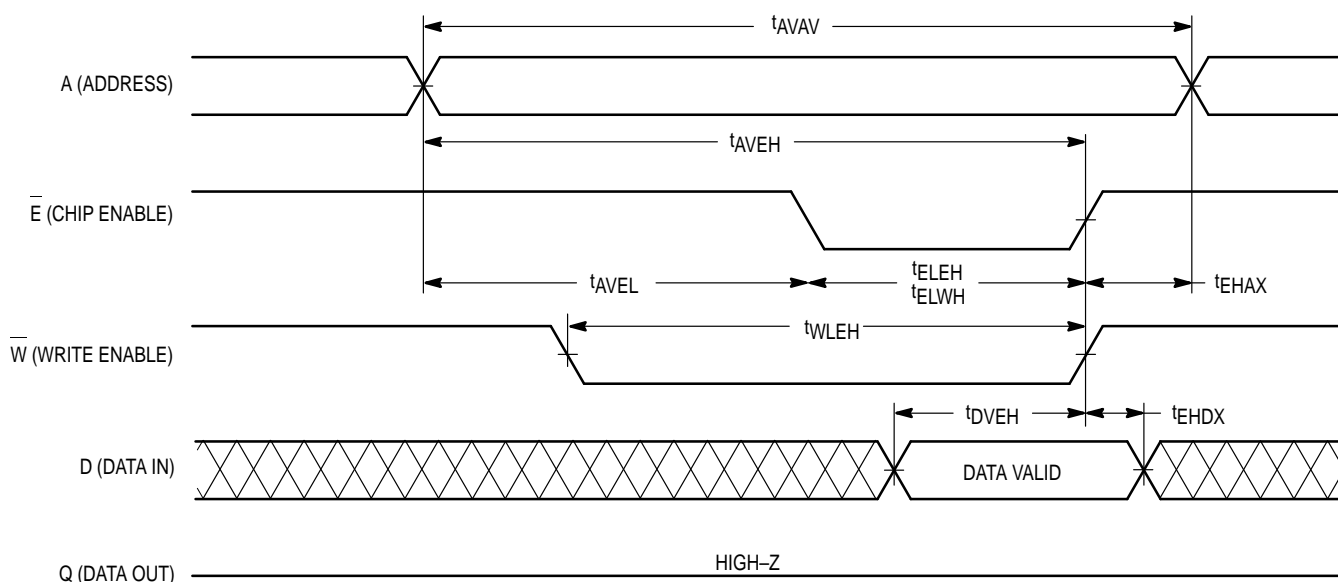 tAVAV
A (ADDRESS)
tAVEH
E (CHIP ENABLE)
tAVEL
tELEH
tELWH
tEHAX
tWLEH
W (WRITE ENABLE)
tDVEH
tEHDX
D (DATA IN)
DATA VALID
HIGH–Z
Q (DATA OUT)